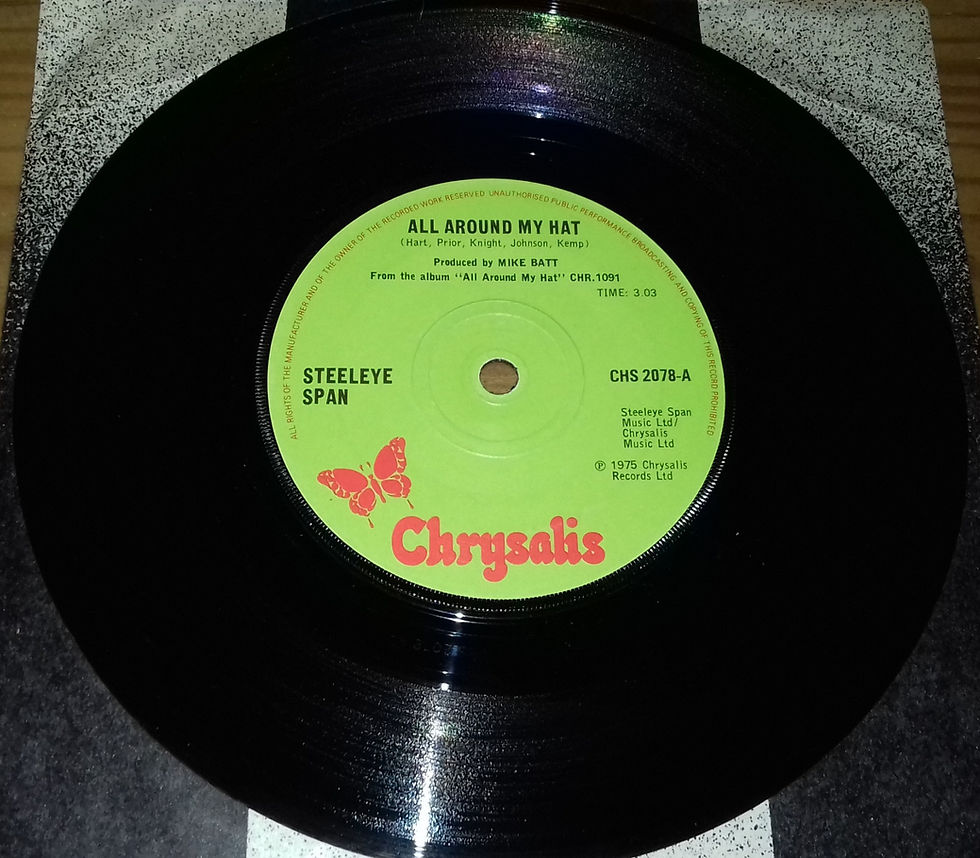 ALL RIGHTS OF THE MANUFACTURER AND OF THE OWNER OF THE RECORDED WORK RESERVED UNAUTHORISED PUBLIC PERFORMANCE BROADCASTING AND COPYING OF THIS RECORD PROHIBITED
ALL AROUND MY HAT
(Hart, Prior, Knight, Johnson, Kemp)
Produced by MIKE BATT
From the album "All Around My Hat" CHR.1091
TIME: 3.03
STEELEYE
SPAN
CHS 2078-A
Steeleye Span
Music Ltd/
Chrysalis
Music Ltd
℗ 1975 Chrysalis
Records Ltd
Chrysalis